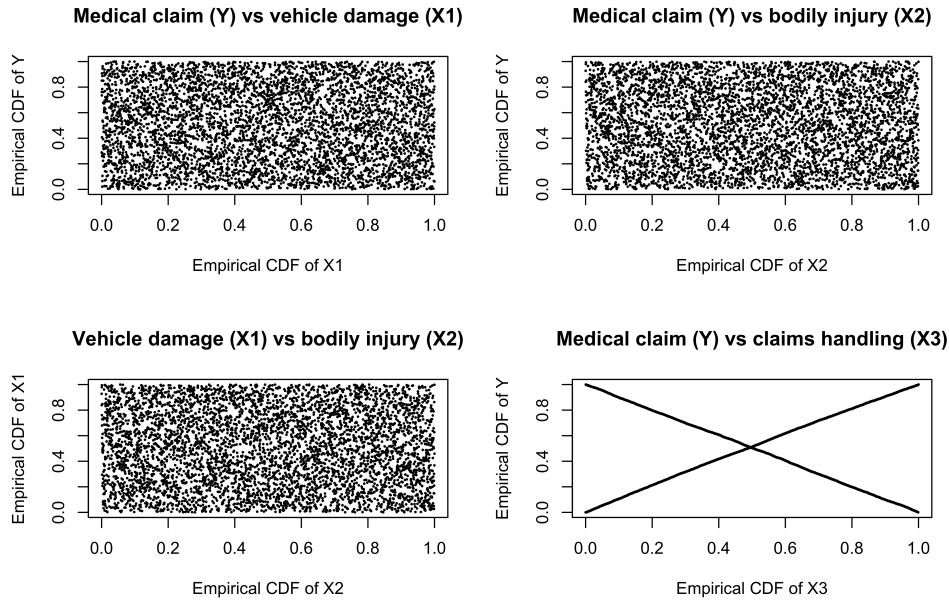 Medical claim (Y) vs vehicle damage (X1)
Empirical CDF of Y
0.8
0.4
0.0
0.0 0.2 0.4 0.6 0.8 1.0
Empirical CDF of X1
Medical claim (Y) vs bodily injury (X2)
Empirical CDF of Y
0.8
0.4
0.0
0.0 0.2 0.4 0.6 0.8 1.0
Empirical CDF of X2
Vehicle damage (X1) vs bodily injury (X2)
Empirical CDF of X1
0.8
0.4
0.0
0.0 0.2 0.4 0.6 0.8 1.0
Empirical CDF of X2
Medical claim (Y) vs claims handling (X3)
Empirical CDF of Y
0.8
0.4
0.0
0.0 0.2 0.4 0.6 0.8 1.0
Empirical CDF of X3